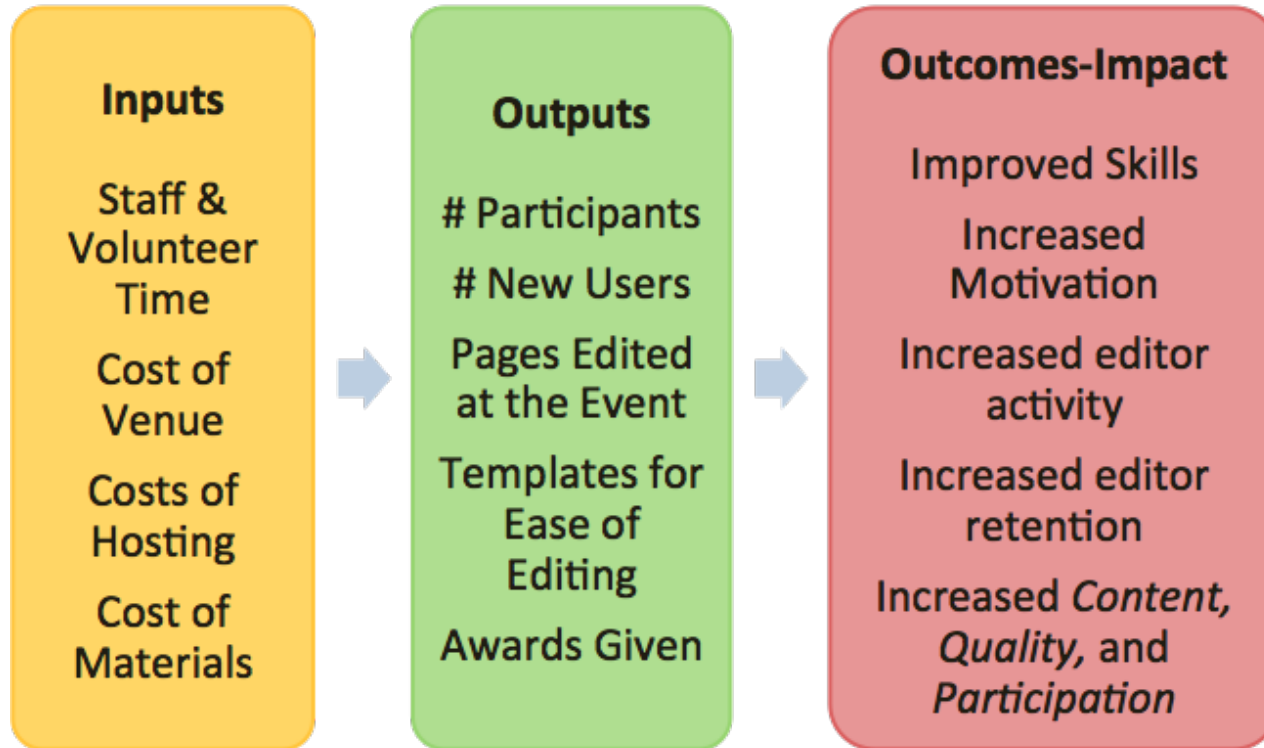 Inputs
Staff &
Volunteer
Time
Cost of
Venue
Costs of
Hosting
Cost of
Materials
Outputs
# Participants
# New Users
Pages Edited
at the Event
Templates for
Ease of
Editing
Awards Given
Outcomes-Impact
Improved Skills
Increased
Motivation
Increased editor
activity
Increased editor
retention
Increased Content,
Quality, and
Participation